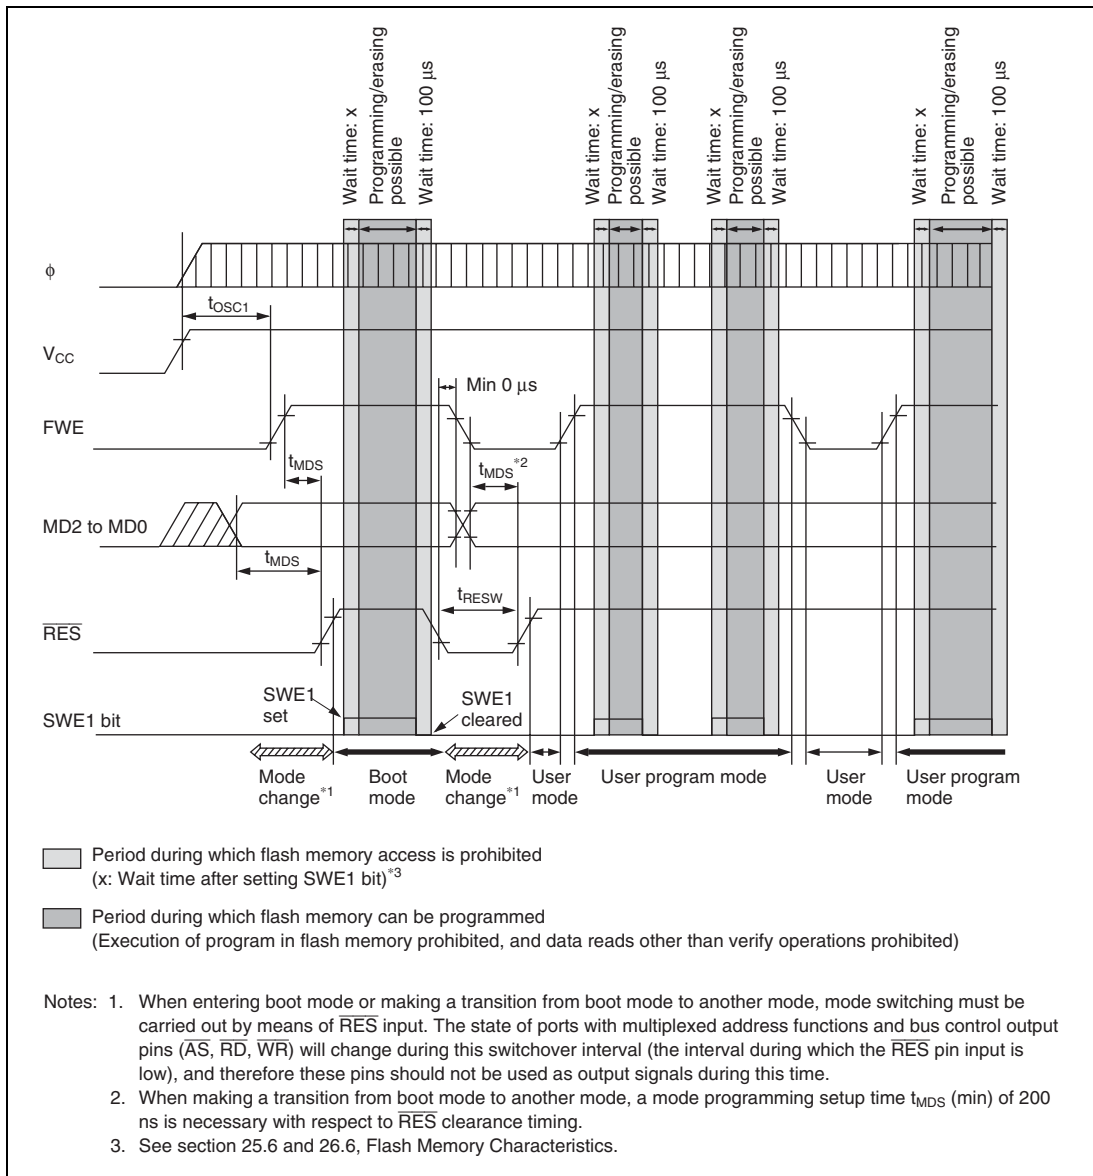 Wait time: x
Programming/erasing
possible
Wait time: 100 μs
Wait time: x
Programming/erasing
possible
Wait time: 100 μs
Wait time: x
Programming/erasing
possible
Wait time: 100 μs
Wait time: x
Programming/erasing
possible
Wait time: 100 μs
ϕ
tOSC1
VCC
Min 0 μs
FWE
tMDS
tMDS*2
MD2 to MD0
tMDS
tRESW
RES
SWE1
set
SWE1
cleared
SWE1 bit
Mode
change*1
Boot
mode
Mode
change*1
User
mode
User program mode
User
mode
User program
mode
Period during which flash memory access is prohibited
(x: Wait time after setting SWE1 bit)*3
Period during which flash memory can be programmed
(Execution of program in flash memory prohibited, and data reads other than verify operations prohibited)
Notes: 1. When entering boot mode or making a transition from boot mode to another mode, mode switching must be
carried out by means of RES input. The state of ports with multiplexed address functions and bus control output
pins (AS, RD, WR) will change during this switchover interval (the interval during which the RES pin input is
low), and therefore these pins should not be used as output signals during this time.
2. When making a transition from boot mode to another mode, a mode programming setup time tMDS (min) of 200
ns is necessary with respect to RES clearance timing.
3. See section 25.6 and 26.6, Flash Memory Characteristics.